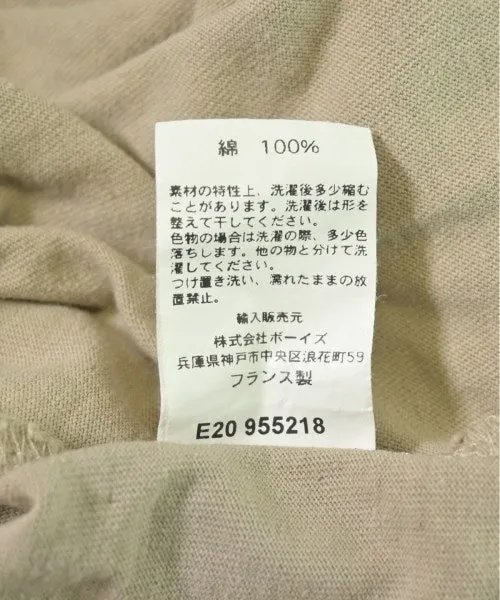 綿 100%
素材の特性上、洗濯後多少縮む
ことがあります。洗濯後は形を
整えて干してください。
色物の場合は洗濯の際、多少色
落ちします。他の物と分けて洗
濯してください。
つけ置き洗い、濡れたままの放
置禁止。
輸入販売元
株式会社ボーイズ
兵庫県神戸市中央区浪花町59
フランス製
E20 955218